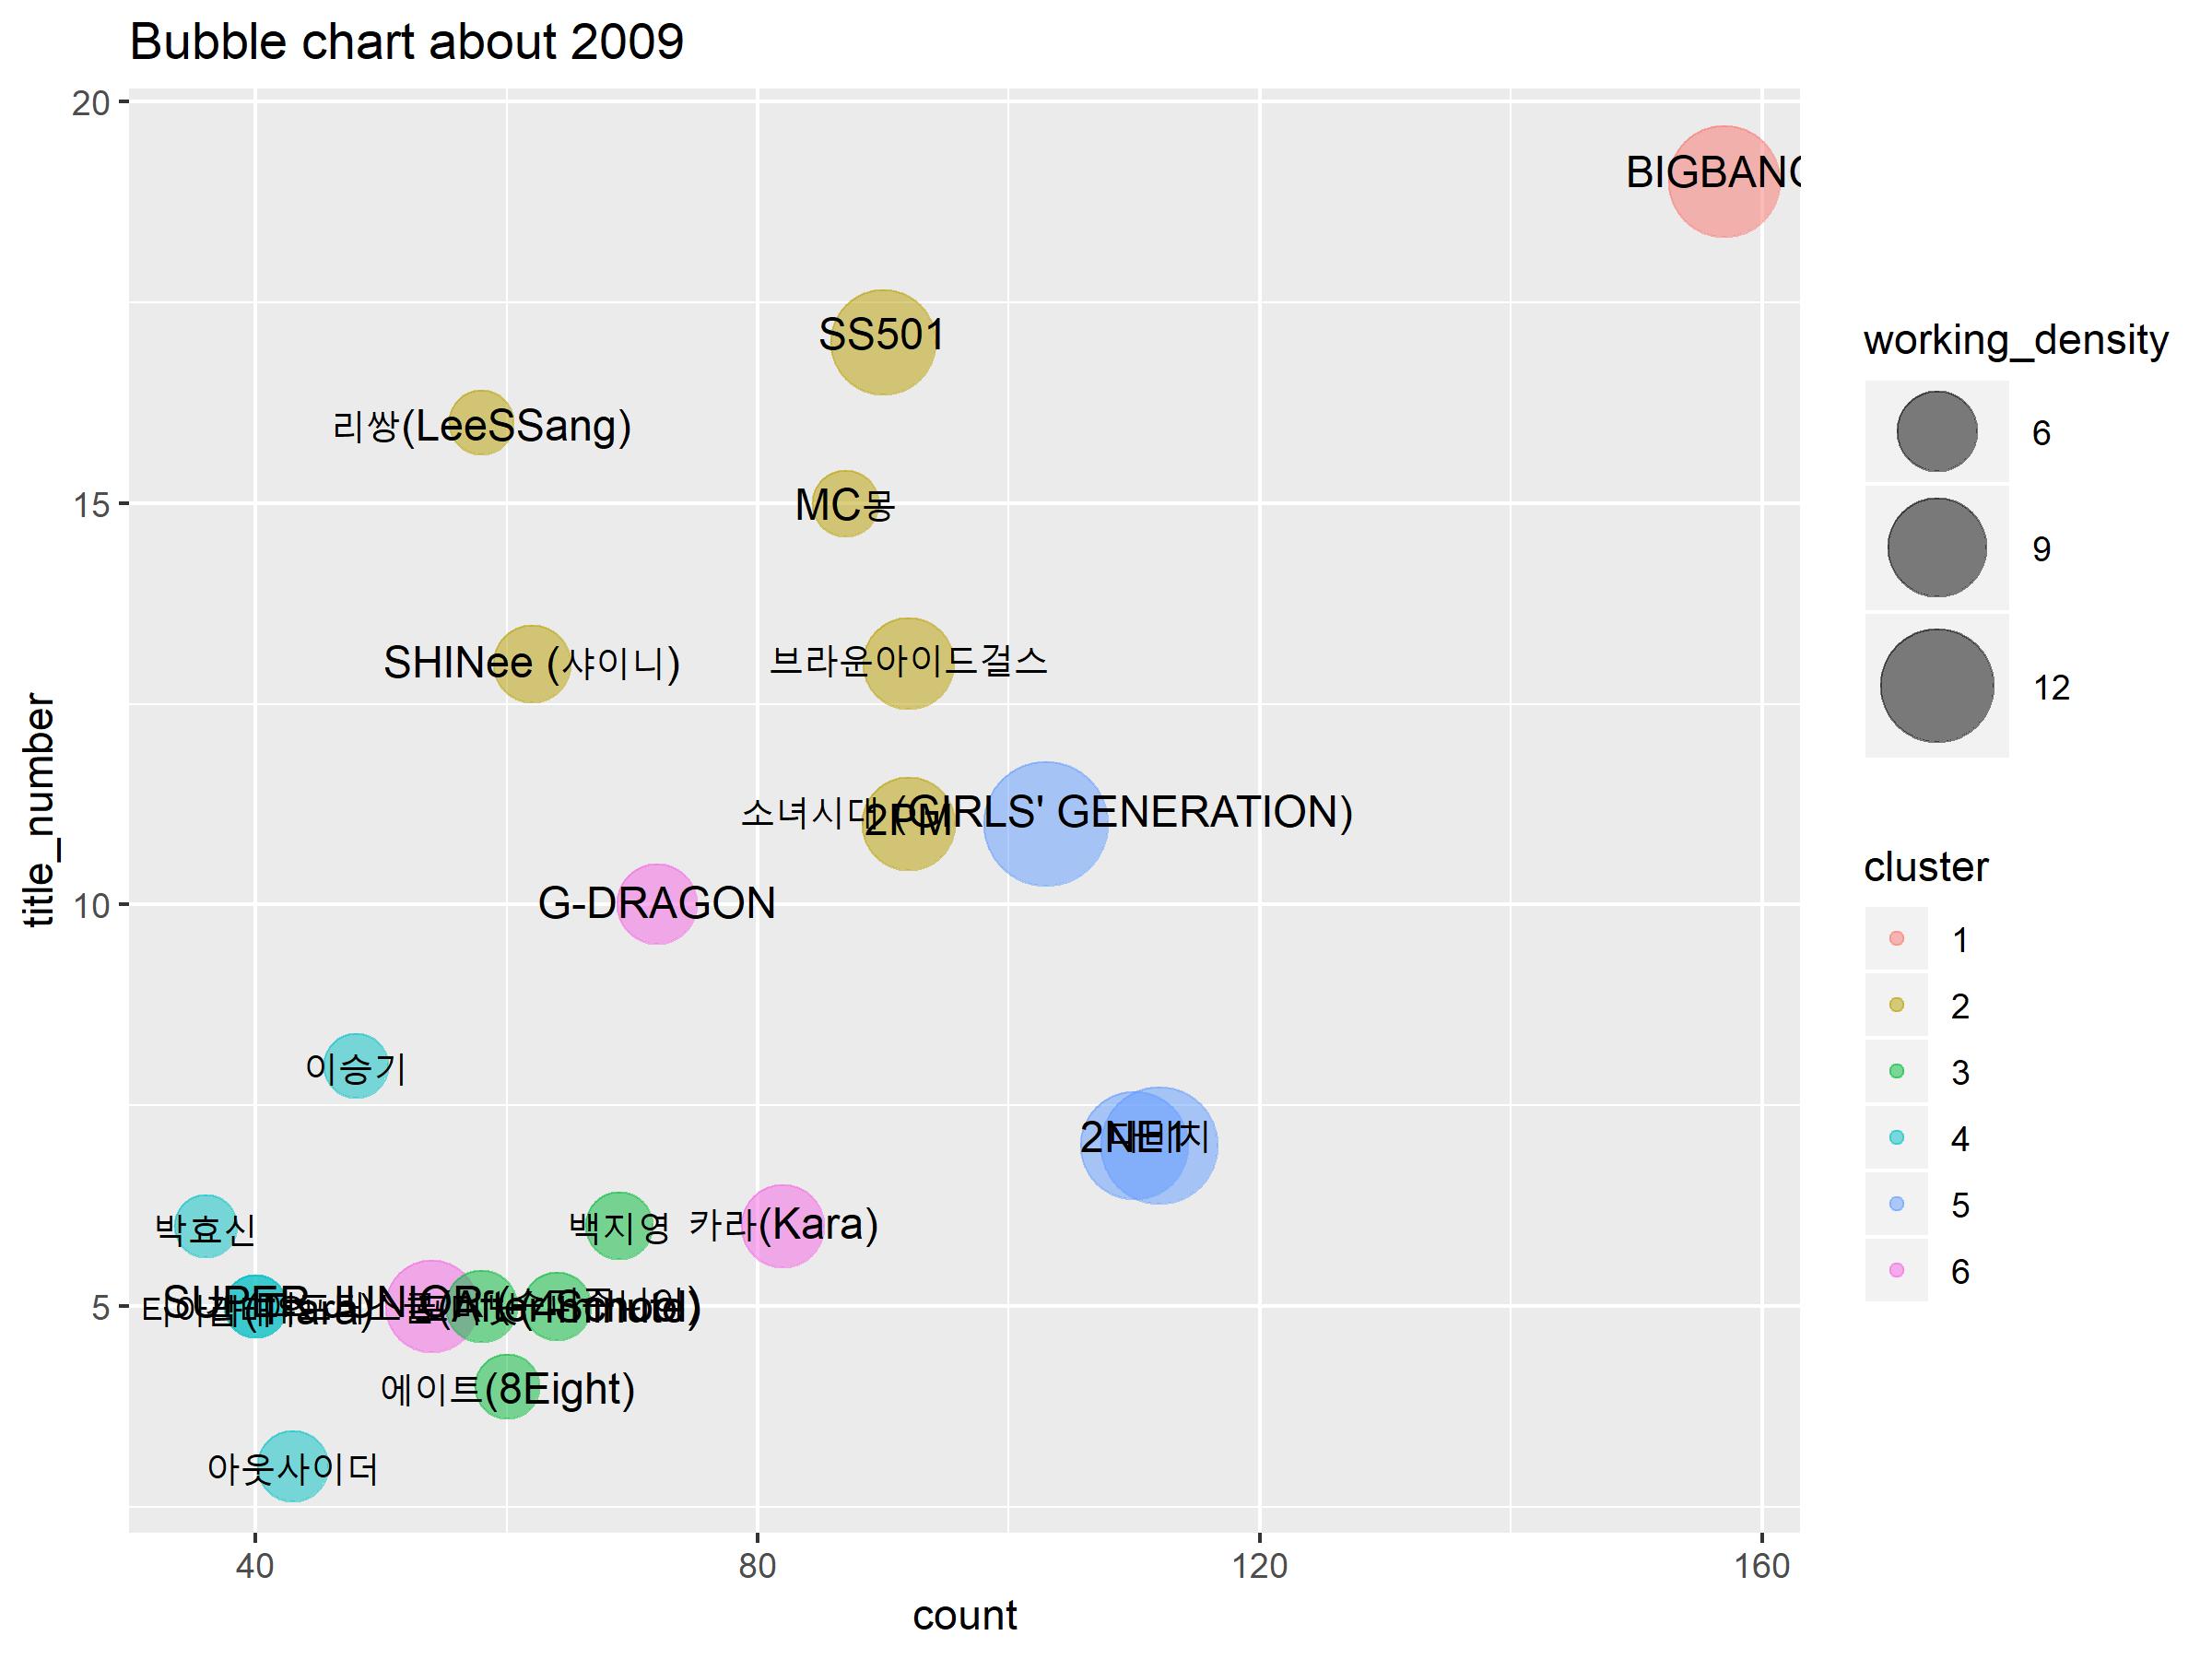 Bubble chart about 2009
20
BIGBANG
SS501
리쌍(LeeSSang)
15
MC몽
SHINee (샤이니)
브라운아이드걸스
소녀시대 (GIRLS' GENERATION)
2PM
10
G-DRAGON
이승기
2NE1
박효신
백지영
카라(Kara)
5
SUPER JUNIOR
에이트(8Eight)
아웃사이더
40
80
120
160
count
title_number
working_density
6
9
12
cluster
1
2
3
4
5
6